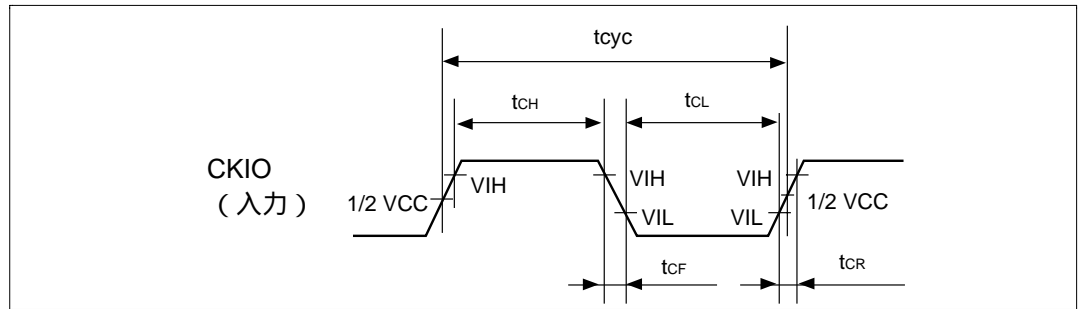 tcyc
tCH
tCL
CKIO
(入力)
1/2 VCC
VIH
VIH
VIL
VIH
VIL
1/2 VCC
tCF
tCR